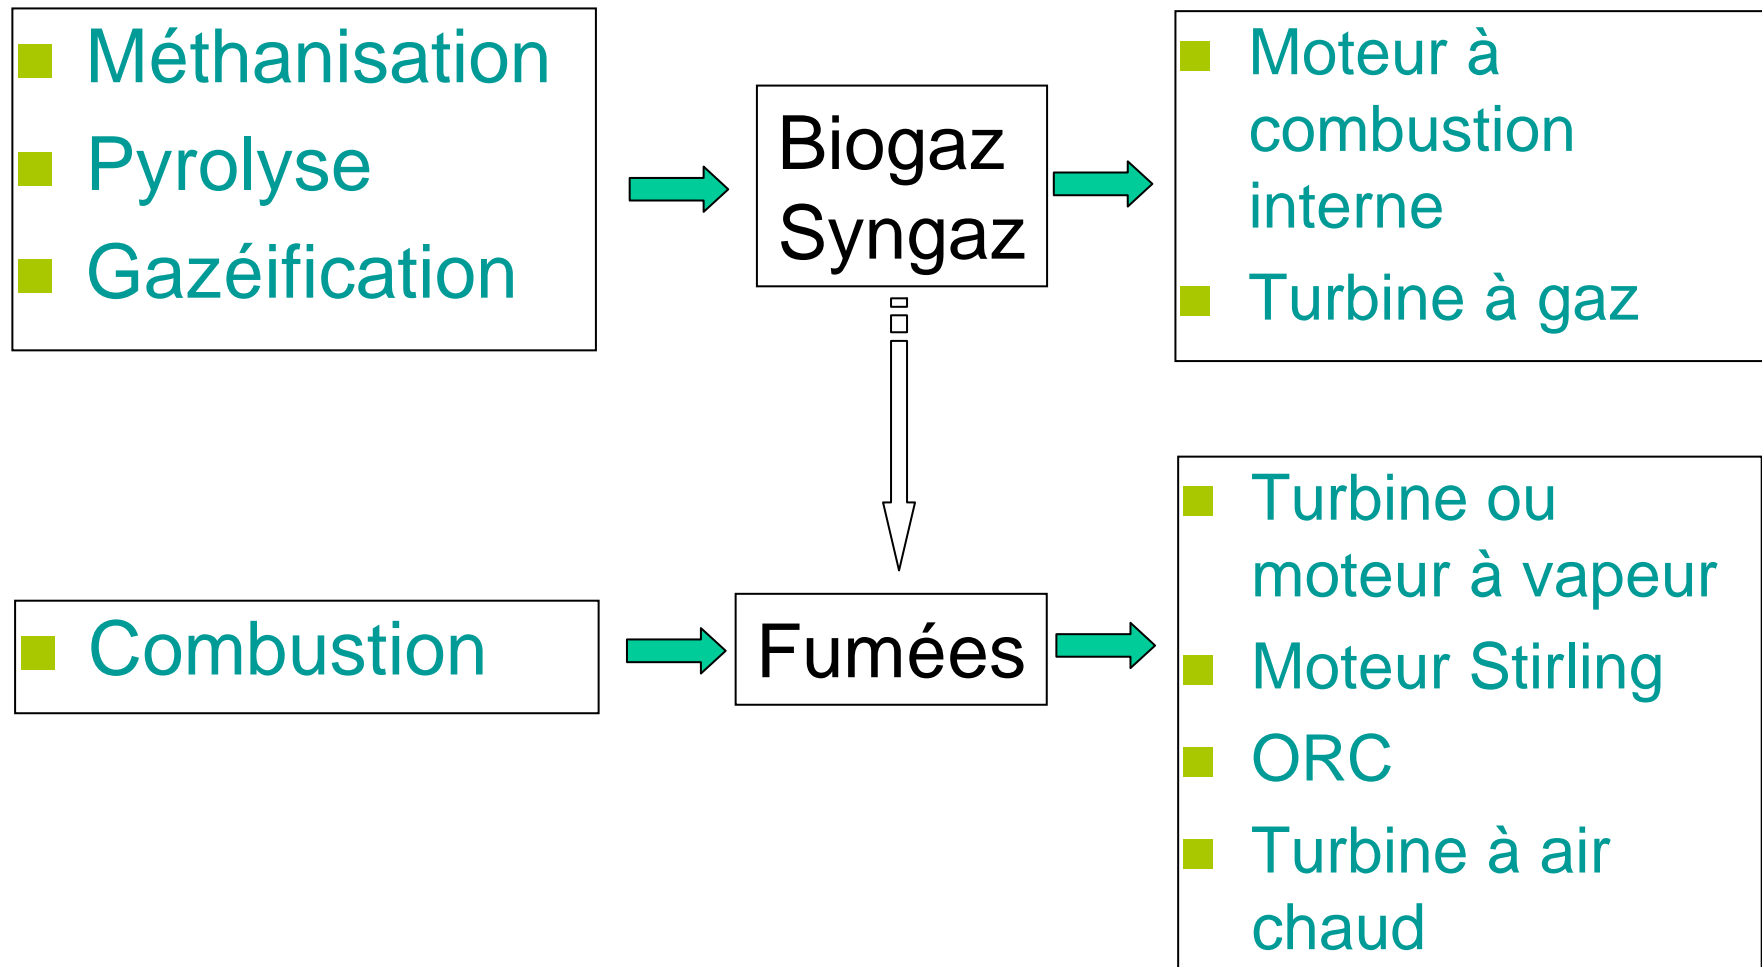 Méthanisation
Pyrolyse
Gazéification
Biogaz
Syngaz
Moteur à
combustion
interne
Turbine à gaz
Combustion
Fumées
Turbine ou
moteur à vapeur
Moteur Stirling
ORC
Turbine à air
chaud